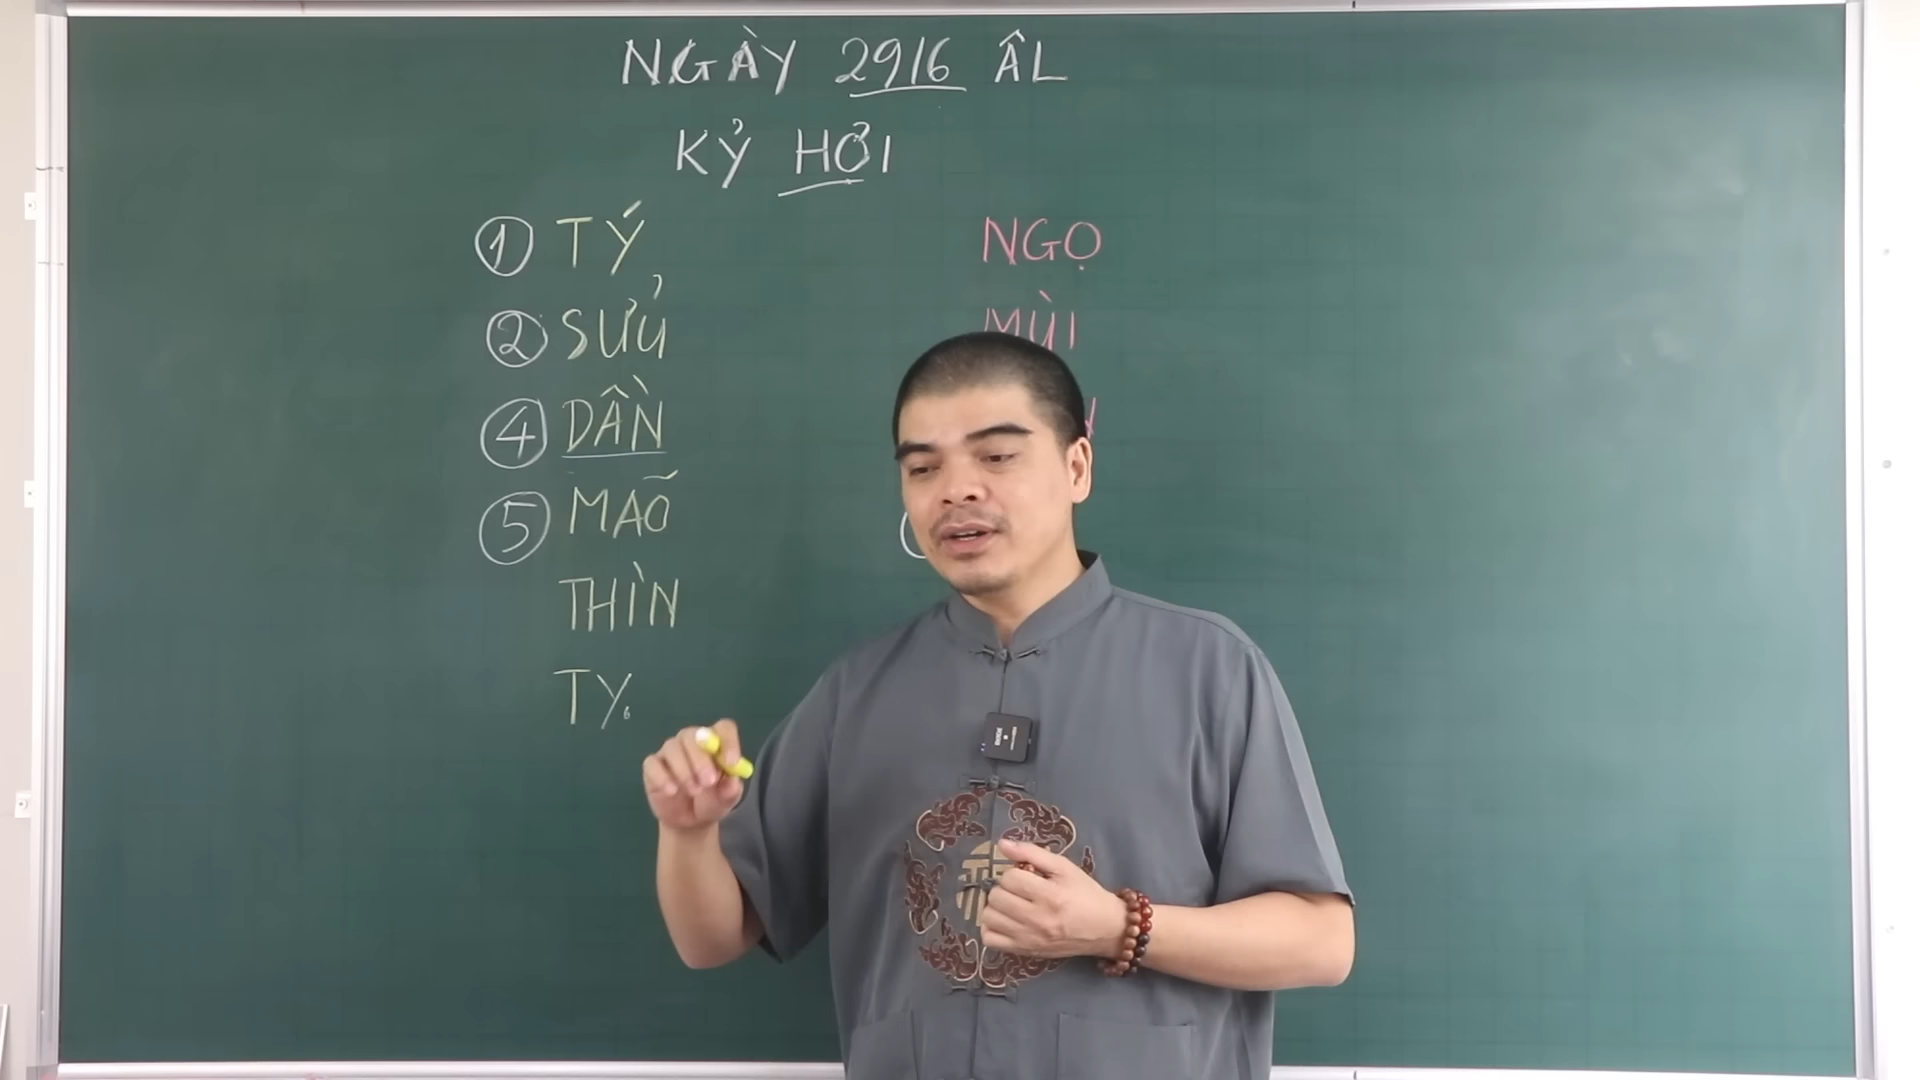 NGÀY 29/6 ÂL
KỶ HỢI
① TÝ
② SỬU
④ DẦN
⑤ MÃO
THÌN
TỴ
NGỌ
MÙI